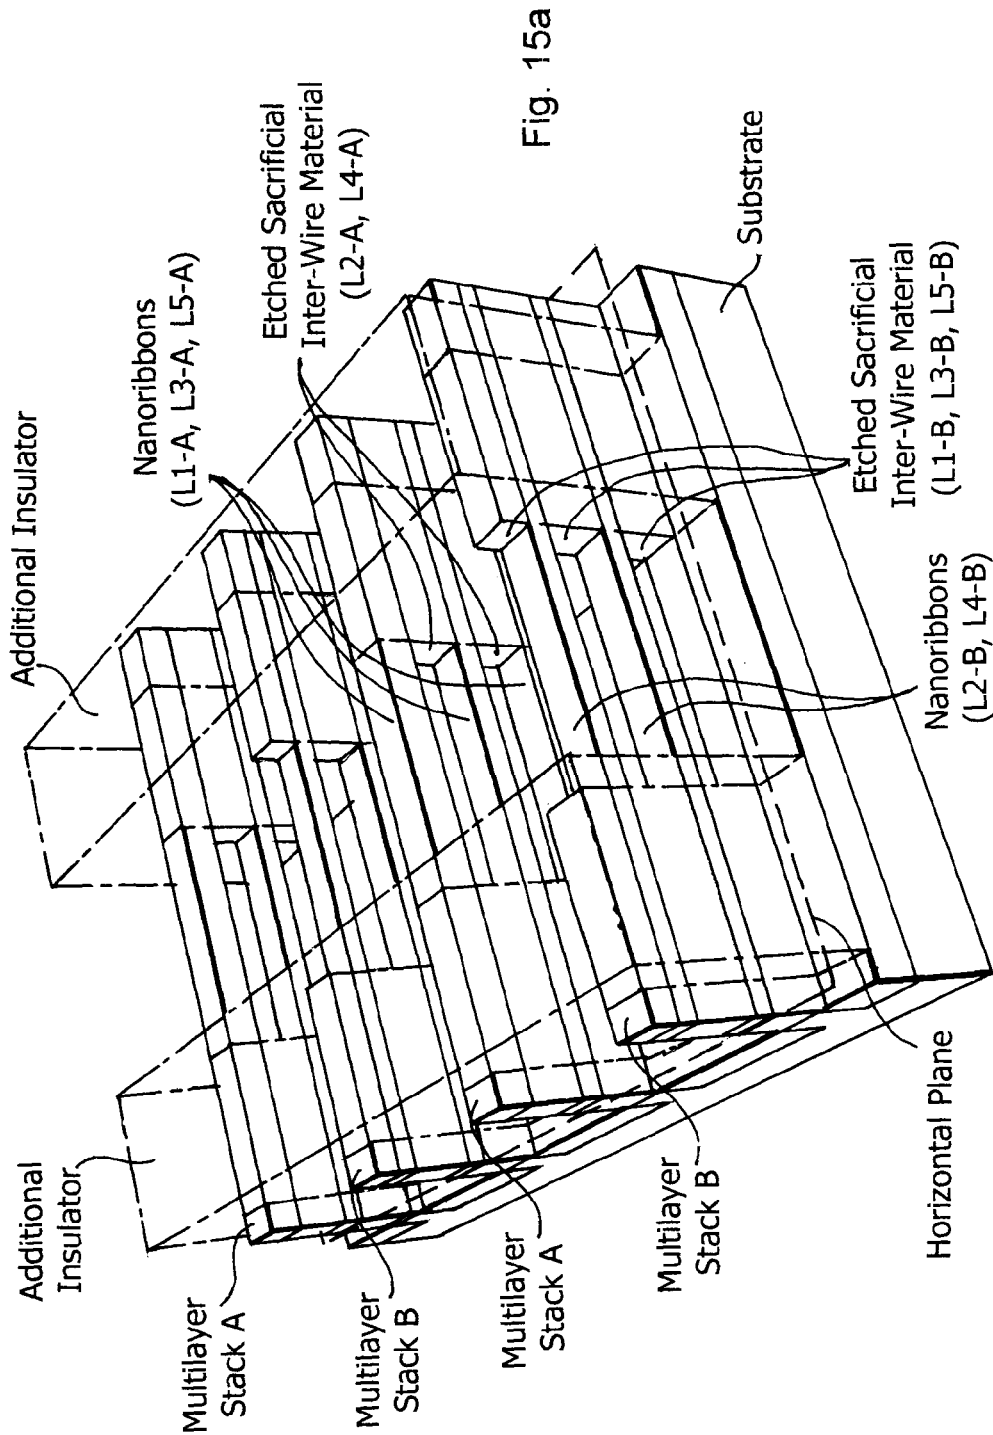 Additional Insulator
Nanoribbons
(L1-A, L3-A, L5-A)
Etched Sacrificial
Inter-Wire Material
(L2-A, L4-A)
Fig. 15a
Additional
Insulator
Multilayer
Stack A
Multilayer
Stack B
Multilayer
Stack A
Multilayer
Stack B
Horizontal Plane
Nanoribbons
(L2-B, L4-B)
Etched Sacrificial
Inter-Wire Material
(L1-B, L3-B, L5-B)
Substrate